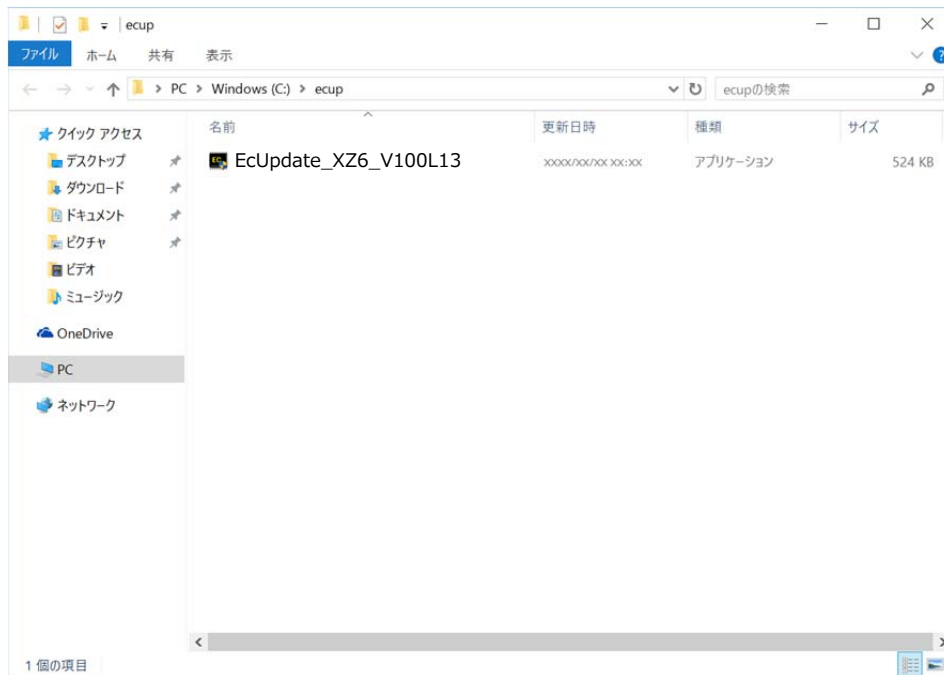 ecup
ファイル ホーム 共有 表示
PC > Windows (C:) > ecup
ecupの検索
名前 更新日時 種類 サイズ
EcUpdate_XZ6_V100L13 xxxx/xx/xx xx:xx アプリケーション 524 KB
クイック アクセス
デスクトップ
ダウンロード
ドキュメント
ピクチャ
ビデオ
ミュージック
OneDrive
PC
ネットワーク
1 個の項目